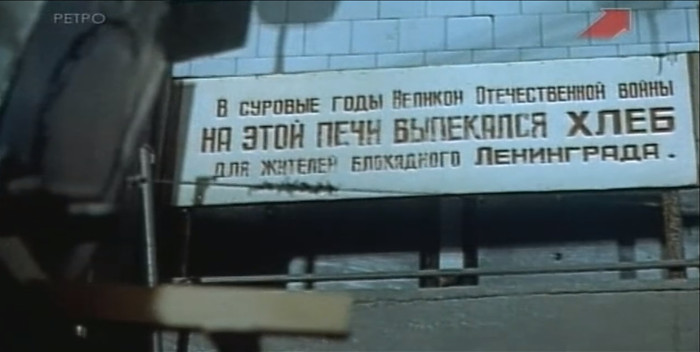 РЕТРО
В СУРОВЫЕ ГОДЫ ВЕЛИКОЙ ОТЕЧЕСТВЕННОЙ ВОЙНЫ
НА ЭТОЙ ПЕЧИ ВЫПЕКАЛСЯ ХЛЕБ
ДЛЯ ЖИТЕЛЕЙ БЛОКАДНОГО ЛЕНИНГРАДА.